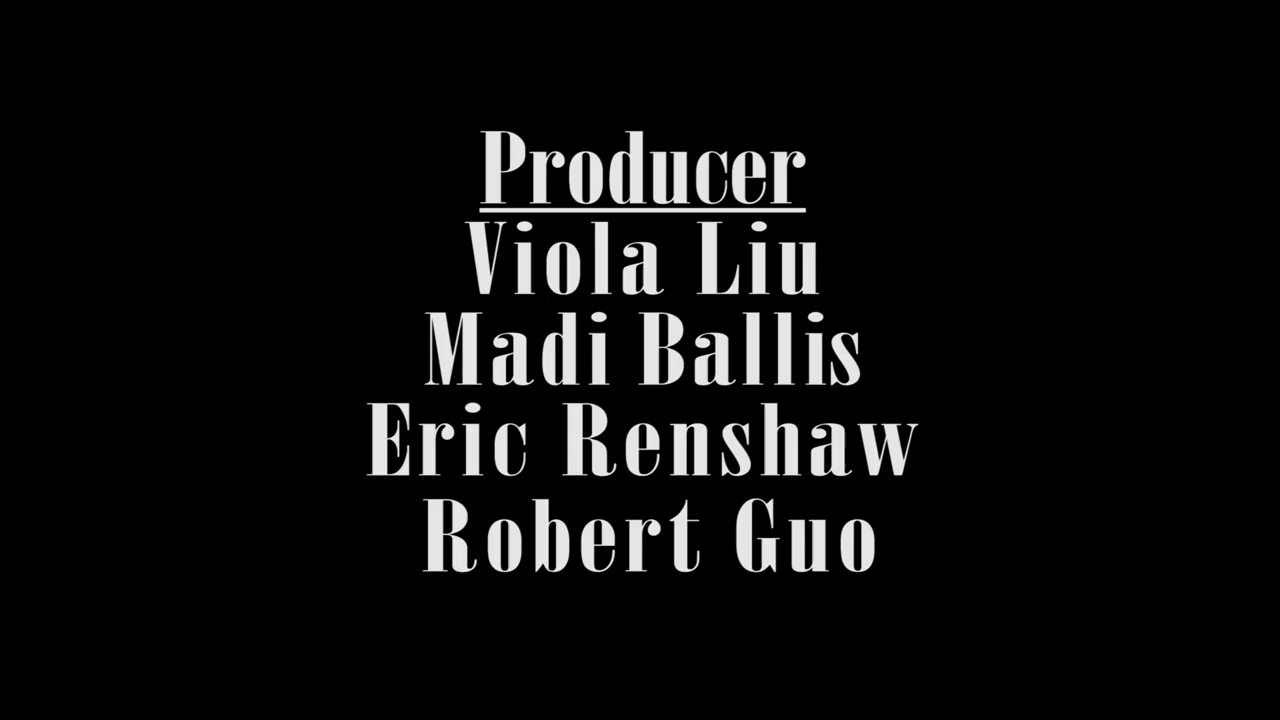 Producer
Viola Liu
Madi Ballis
Eric Renshaw
Robert Guo